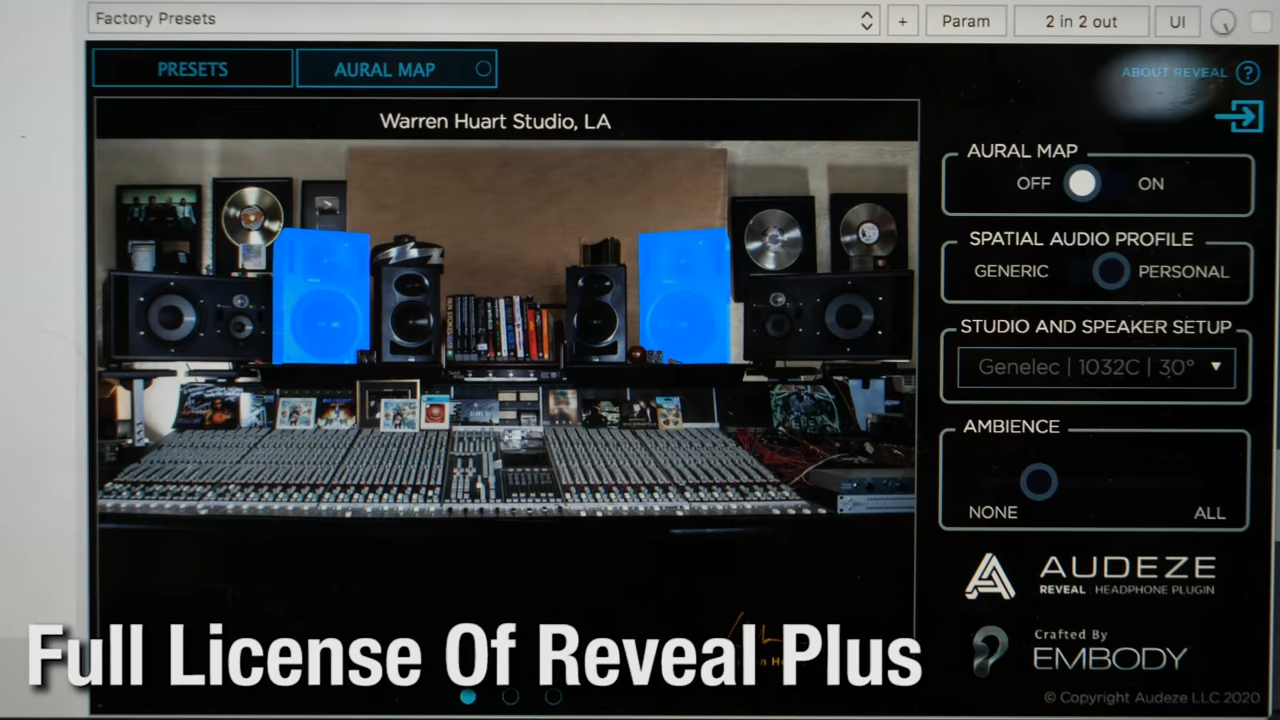 Factory Presets
+
Param
2 in 2 out
UI
PRESETS
AURAL MAP
ABOUT REVEAL ?
Warren Huart Studio, LA
AURAL MAP
OFF ON
SPATIAL AUDIO PROFILE
GENERIC PERSONAL
STUDIO AND SPEAKER SETUP
Genelec | 1032C | 30°
AMBIENCE
NONE ALL
AUDEZE
REVEAL : HEADPHONE PLUGIN
Crafted By
EMBODY
Full License Of Reveal Plus
© Copyright Audeze LLC 2020